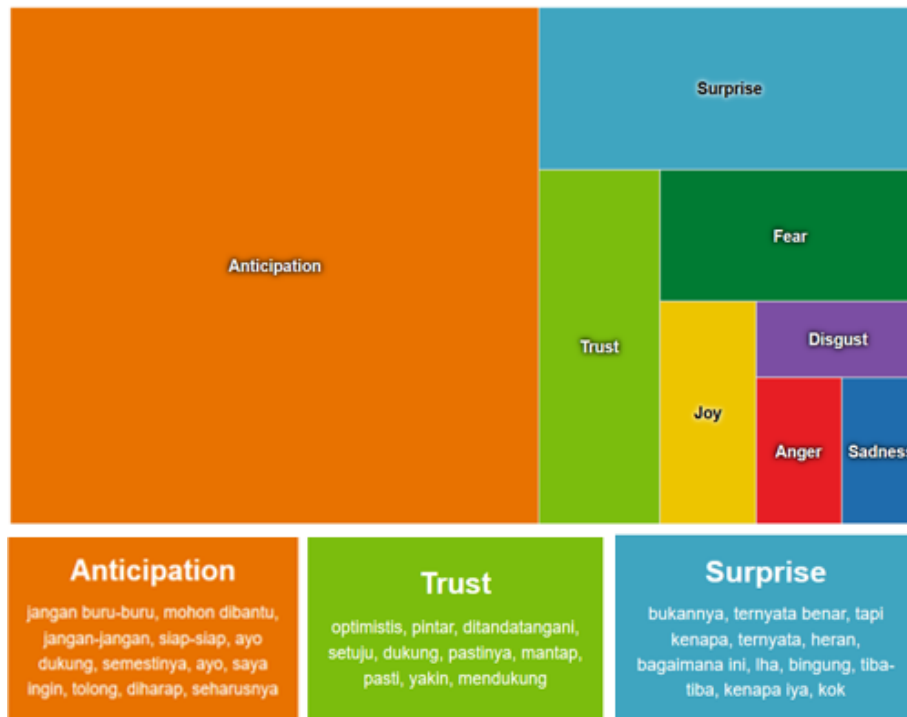 Surprise
Anticipation
Fear
Trust
Disgust
Joy
Anger
Sadness
Anticipation
jangan buru-buru, mohon dibantu,
jangan-jangan, siap-siap, ayo
dukung, semestinya, ayo, saya
ingin, tolong, diharap, seharusnya
Trust
optimistis, pintar, ditandatangani,
setuju, dukung, pastinya, mantap,
pasti, yakin, mendukung
Surprise
bukannya, ternyata benar, tapi
kenapa, ternyata, heran,
bagaimana ini, lha, bingung, tiba-
tiba, kenapa iya, kok